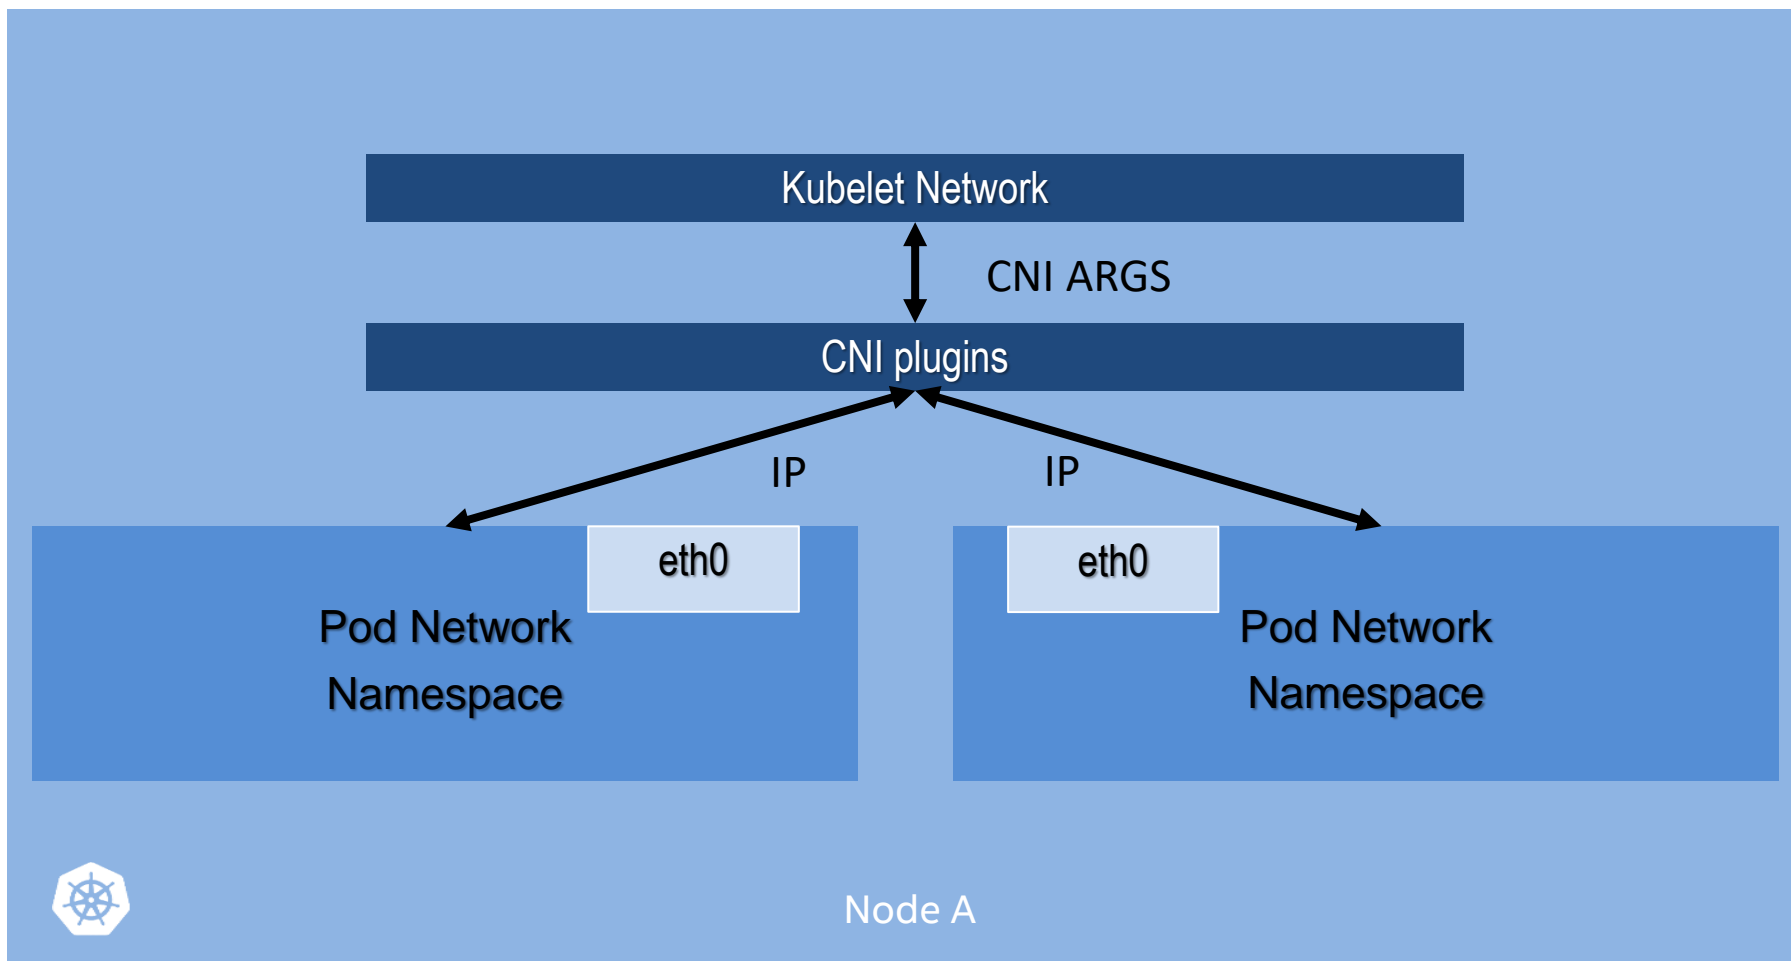 Kubelet Network
CNI ARGS
CNI plugins
IP
IP
eth0
Pod Network
Namespace
eth0
Pod Network
Namespace
Node A